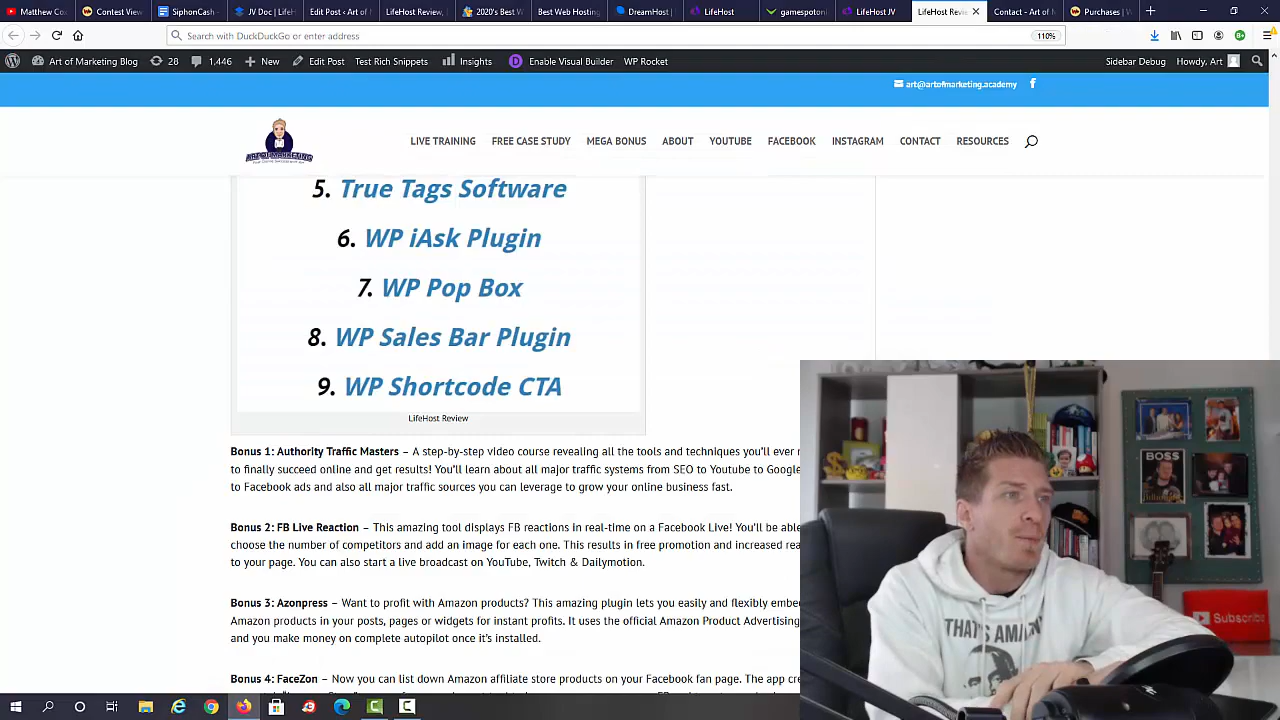 Matthew Co
Contest View
SiphonCash -
JV Doc | LifeH
Edit Post ‹ Art of
LifeHost Review,
2020's Best W
Best Web Hosting
DreamHost |
LifeHost
gamespotonli
LifeHost JV
LifeHost Revie
Contact - Art of M
Purchases | W
Search with DuckDuckGo or enter address
110%
Art of Marketing Blog
28
1,446
New
Edit Post
Test Rich Snippets
Insights
Enable Visual Builder
WP Rocket
Sidebar Debug
Howdy, Art
art@artofmarketing.academy
ART OF MARKETING
LIVE TRAINING
FREE CASE STUDY
MEGA BONUS
ABOUT
YOUTUBE
FACEBOOK
INSTAGRAM
CONTACT
RESOURCES
5. True Tags Software
6. WP iAsk Plugin
7. WP Pop Box
8. WP Sales Bar Plugin
9. WP Shortcode CTA
LifeHost Review
Bonus 1: Authority Traffic Masters – A step-by-step video course revealing all the tools and techniques you'll ever
to finally succeed online and get results! You'll learn about all major traffic systems from SEO to Youtube to Google
to Facebook ads and also all major traffic sources you can leverage to grow your online business fast.
Bonus 2: FB Live Reaction – This amazing tool displays FB reactions in real-time on a Facebook Live! You'll be able
choose the number of competitors and add an image for each one. This results in free promotion and increased rea
to your page. You can also start a live broadcast on YouTube, Twitch & Dailymotion.
Bonus 3: Azonpress – Want to profit with Amazon products? This amazing plugin lets you easily and flexibly embe
Amazon products in your posts, pages or widgets for instant profits. It uses the official Amazon Product Advertising
and you make money on complete autopilot once it's installed.
Bonus 4: FaceZon – Now you can list down Amazon affiliate store products on your Facebook fan page. The app cre
BOSS
Subscribe
THAT'S AMA